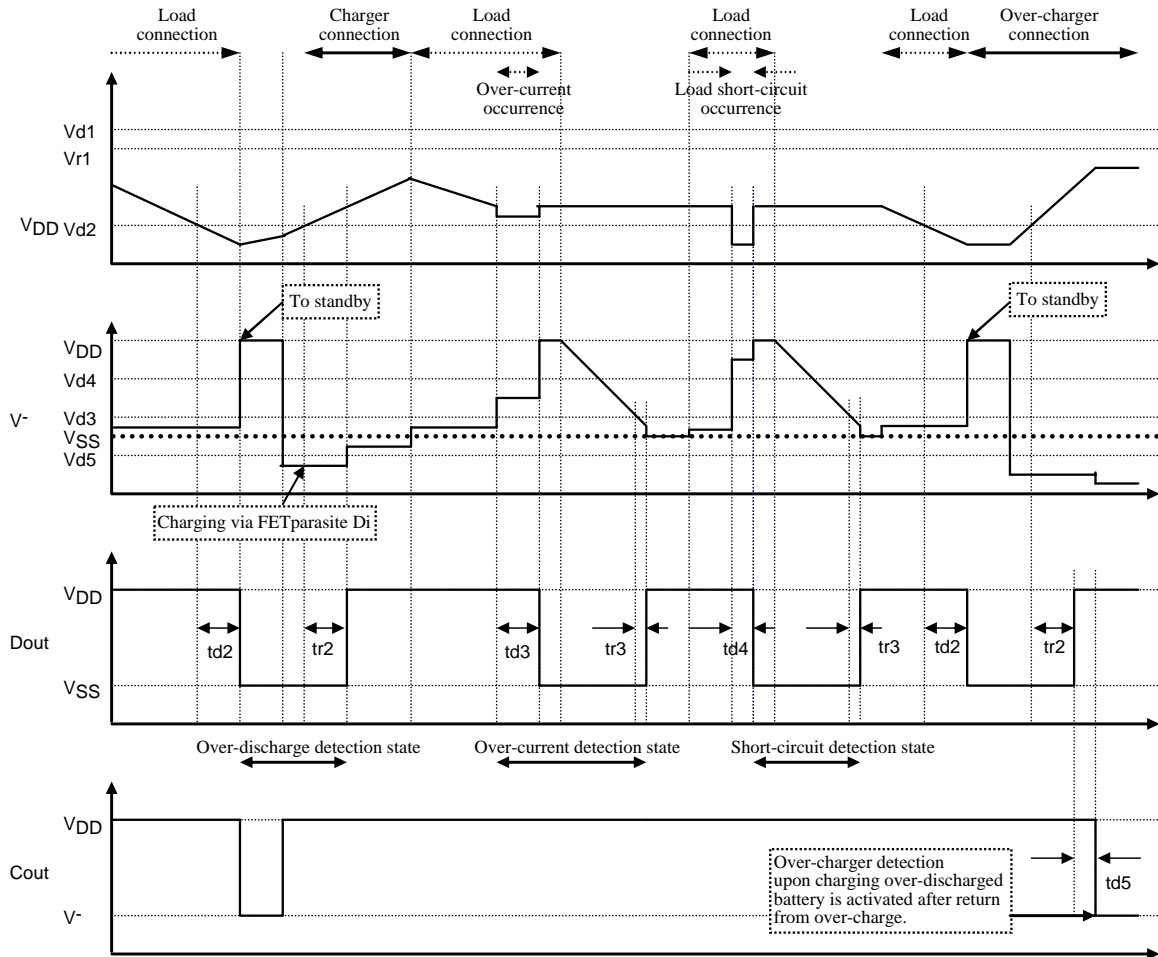 Load
connection
Charger
connection
Load
connection
Load
connection
Load
connection
Over-charger
connection
Over-current
occurrence
Load short-circuit
occurrence
Vd1
Vr1
VDD Vd2
To standby
To standby
VDD
Vd4
Vd3
V-
VSS
Vd5
Charging via FETparasite Di
VDD
Dout
td2
tr2
td3
tr3
td4
tr3
td2
tr2
VSS
Over-discharge detection state
Over-current detection state
Short-circuit detection state
VDD
Cout
Over-charger detection
upon charging over-discharged
battery is activated after return
from over-charge.
td5
V-